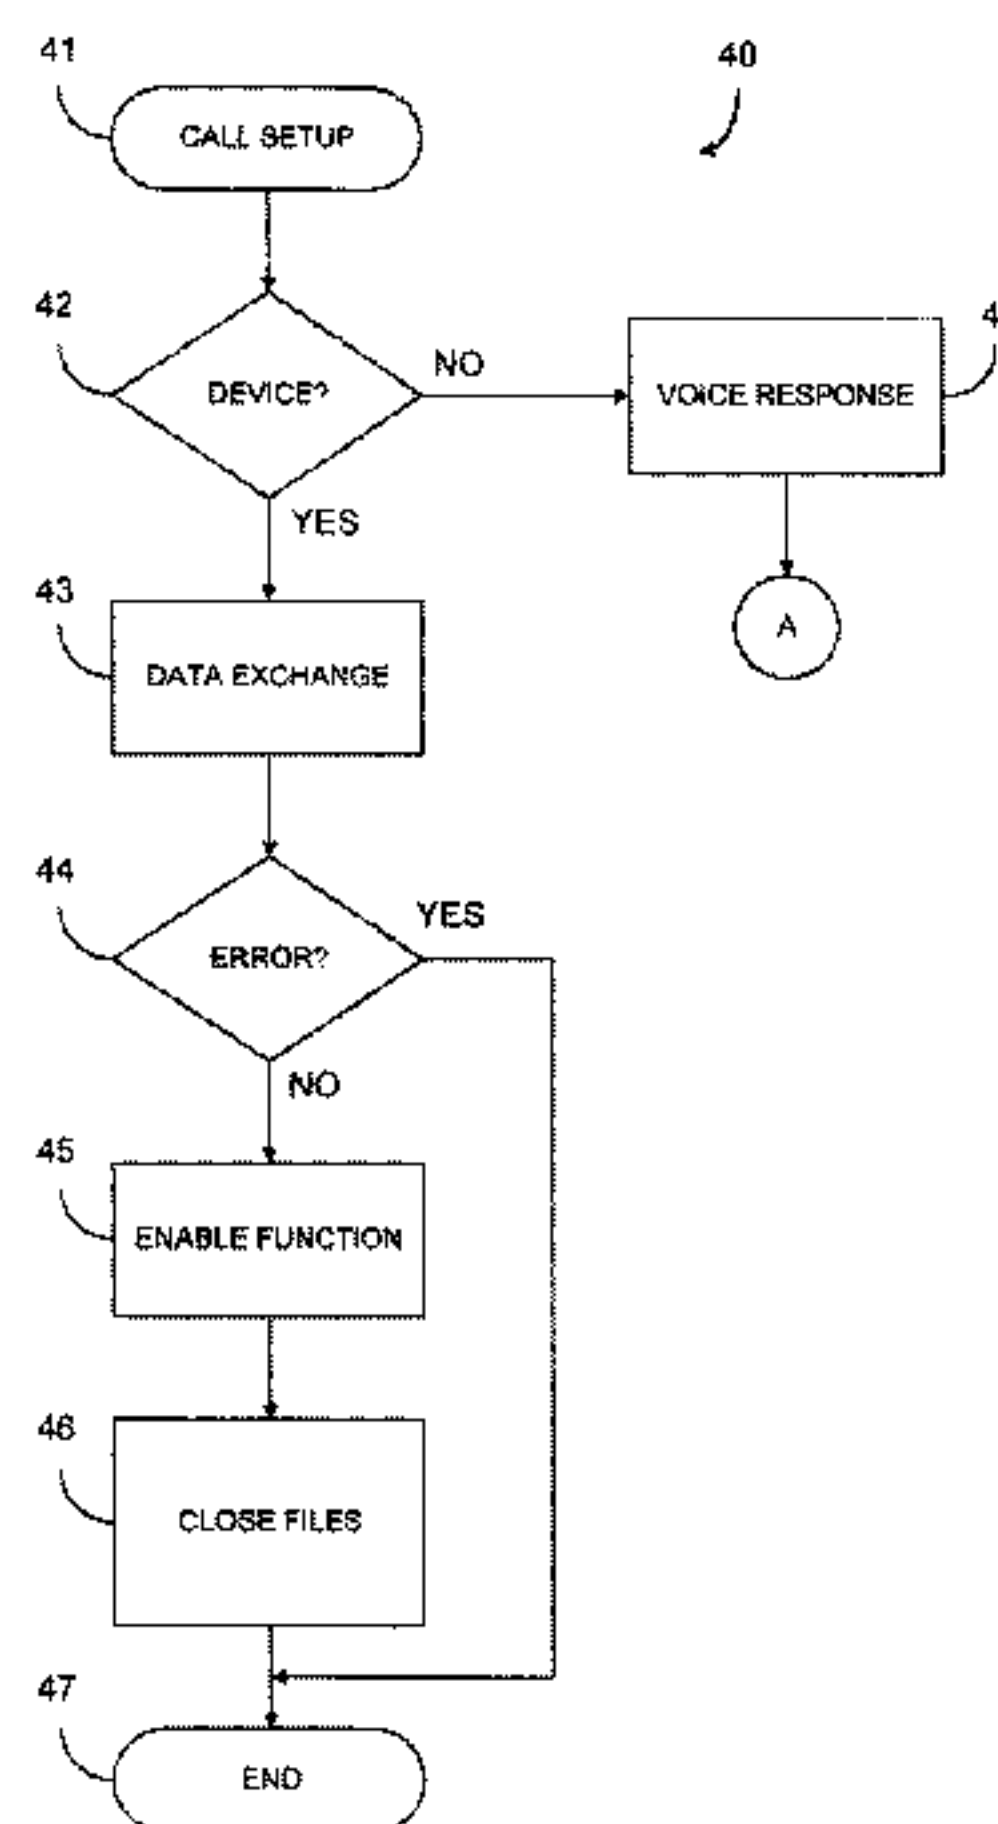 41
40
CALL SETUP
42
DEVICE?
NO
VOICE RESPONSE
4
YES
43
DATA EXCHANGE
A
44
ERROR?
YES
NO
45
ENABLE FUNCTION
46
CLOSE FILES
47
END